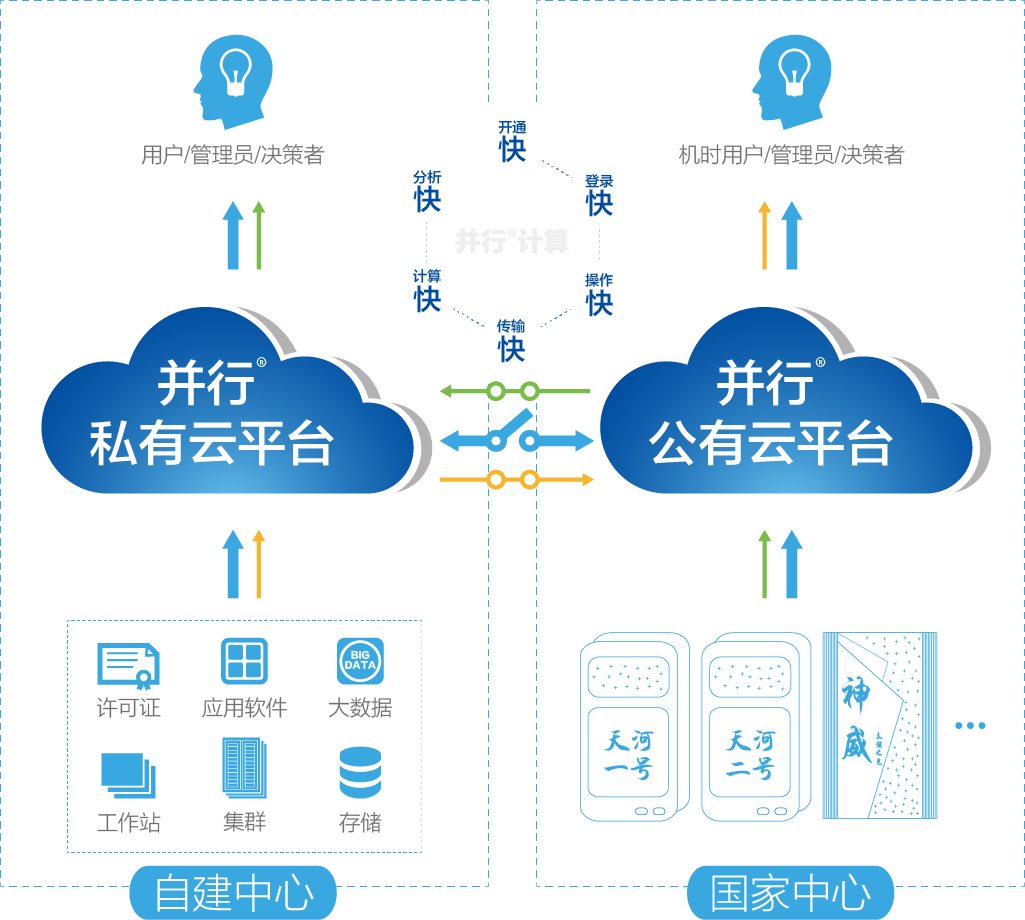 用户/管理员/决策者
机时用户/管理员/决策者
开通
快
登录
快
操作
快
传输
快
计算
快
分析
快
并行®计算
并行®
私有云平台
并行®
公有云平台
许可证
应用软件
BIG
DATA
大数据
工作站
集群
存储
自建中心
天河
一号
天河
二号
神威
太湖之光
国家中心